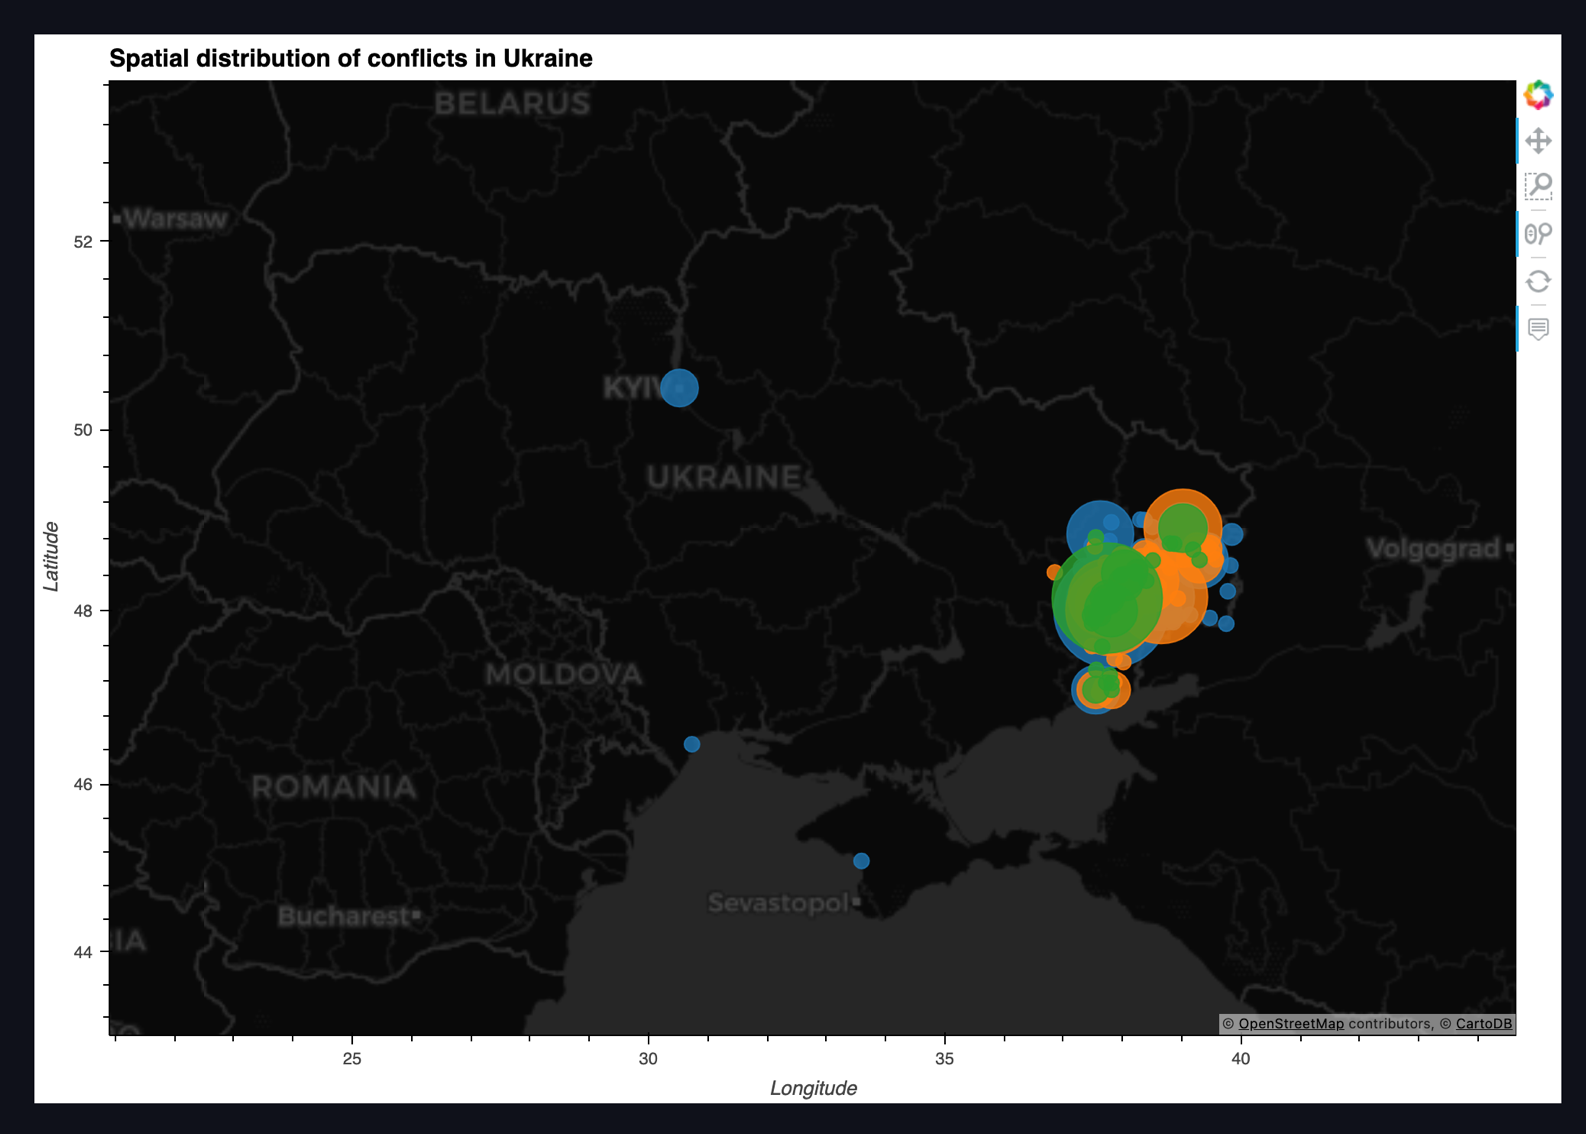 Spatial distribution of conflicts in Ukraine
BELARUS
Warsaw
52
KYIV
50
UKRAINE
Latitude
Volgograd
48
MOLDOVA
46
ROMANIA
Sevastopol
Bucharest
IA
44
© OpenStreetMap contributors, © CartoDB
25 30 35 40
Longitude